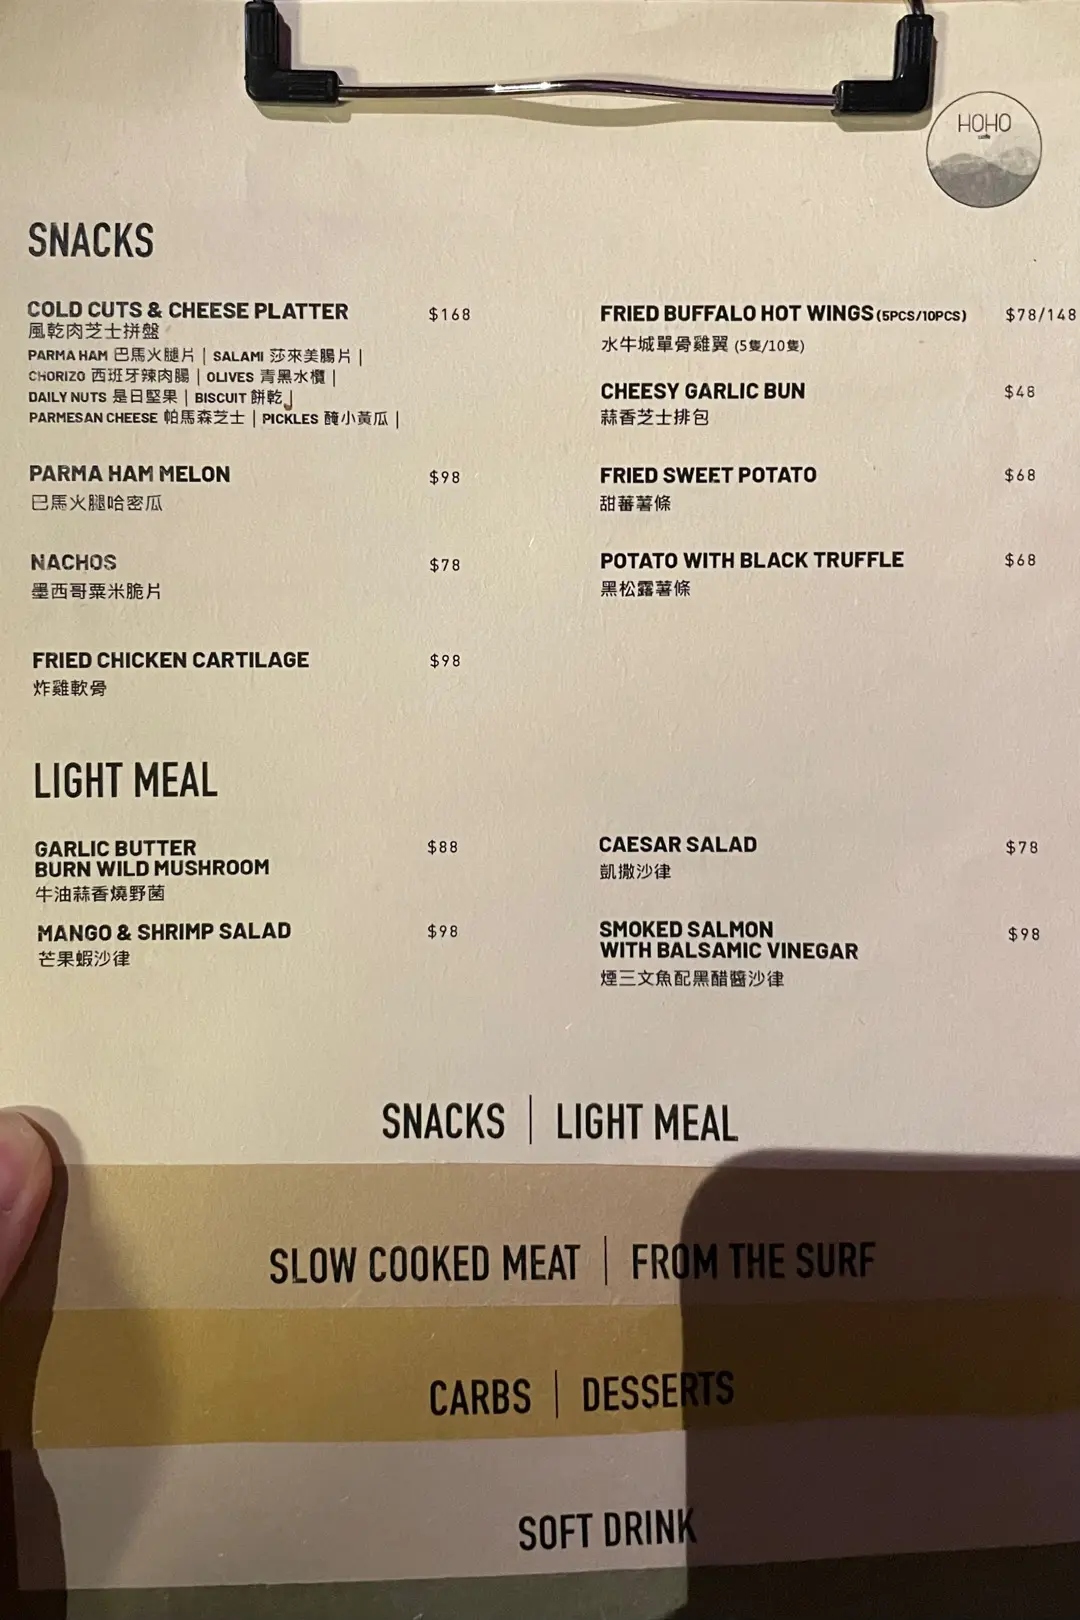 HOHO
cafe
SNACKS
COLD CUTS & CHEESE PLATTER $168
風乾肉芝士拼盤
PARMA HAM 巴馬火腿片 | SALAMI 莎來美腸片 |
CHORIZO 西班牙辣肉腸 | OLIVES 青黑水欖 |
DAILY NUTS 是日堅果 | BISCUIT 餅乾 |
PARMESAN CHEESE 帕馬森芝士 | PICKLES 醃小黃瓜 |
PARMA HAM MELON $98
巴馬火腿哈密瓜
NACHOS $78
墨西哥粟米脆片
FRIED CHICKEN CARTILAGE $98
炸雞軟骨
FRIED BUFFALO HOT WINGS (5PCS/10PCS) $78/148
水牛城單骨雞翼 (5隻/10隻)
CHEESY GARLIC BUN $48
蒜香芝士排包
FRIED SWEET POTATO $68
甜蕃薯條
POTATO WITH BLACK TRUFFLE $68
黑松露薯條
LIGHT MEAL
GARLIC BUTTER $88
BURN WILD MUSHROOM
牛油蒜香燒野菌
MANGO & SHRIMP SALAD $98
芒果蝦沙律
CAESAR SALAD $78
凱撒沙律
SMOKED SALMON $98
WITH BALSAMIC VINEGAR
煙三文魚配黑醋醬沙律
SNACKS | LIGHT MEAL
SLOW COOKED MEAT | FROM THE SURF
CARBS | DESSERTS
SOFT DRINK